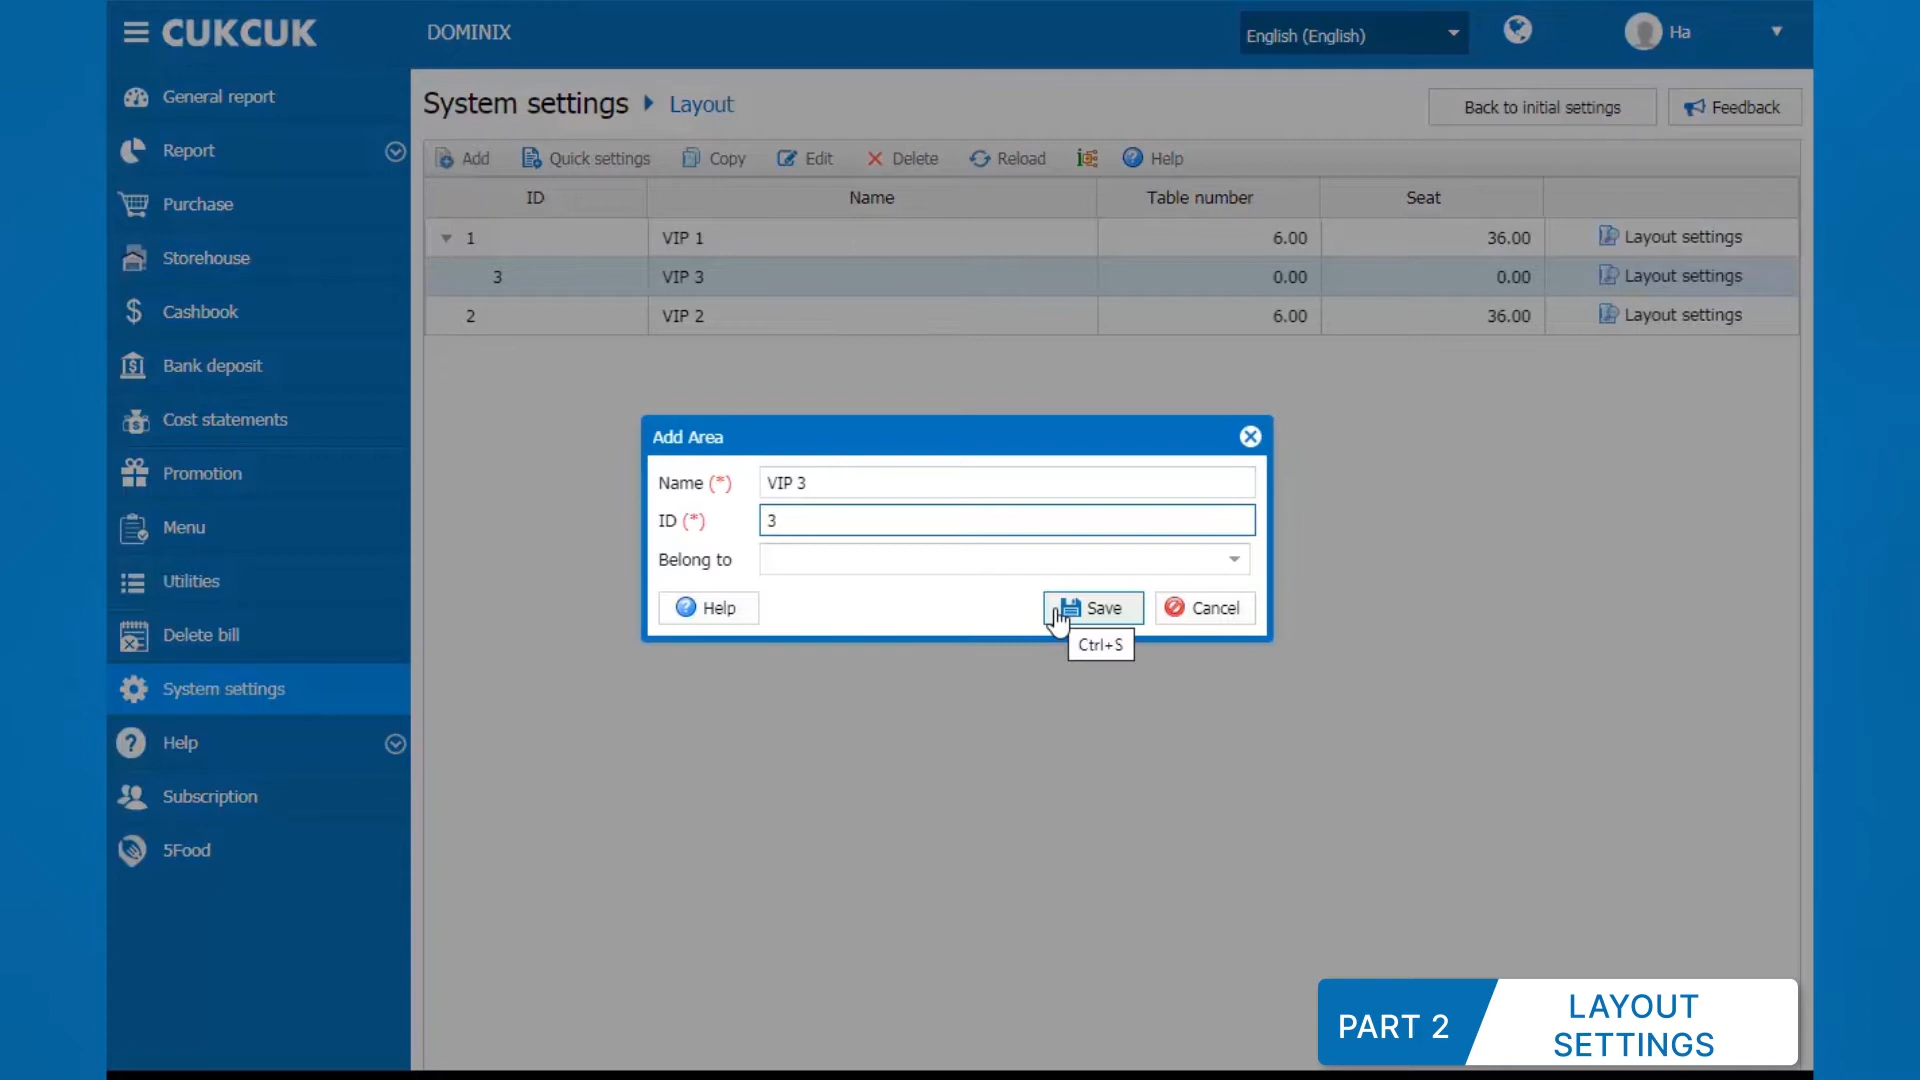 CUKCUK
DOMINIX
English (English)
Ha
General report
Report
Purchase
Storehouse
Cashbook
Bank deposit
Cost statements
Promotion
Menu
Utilities
Delete bill
System settings
Help
Subscription
5Food
System settings Layout
Back to initial settings
Feedback
Add Quick settings Copy Edit Delete Reload Help
ID Name Table number Seat
1 VIP 1 6.00 36.00 Layout settings
3 VIP 3 0.00 0.00 Layout settings
2 VIP 2 6.00 36.00 Layout settings
Add Area
Name (*) VIP 3
ID (*) 3
Belong to
Help Save Cancel
Ctrl+S
PART 2
LAYOUT
SETTINGS